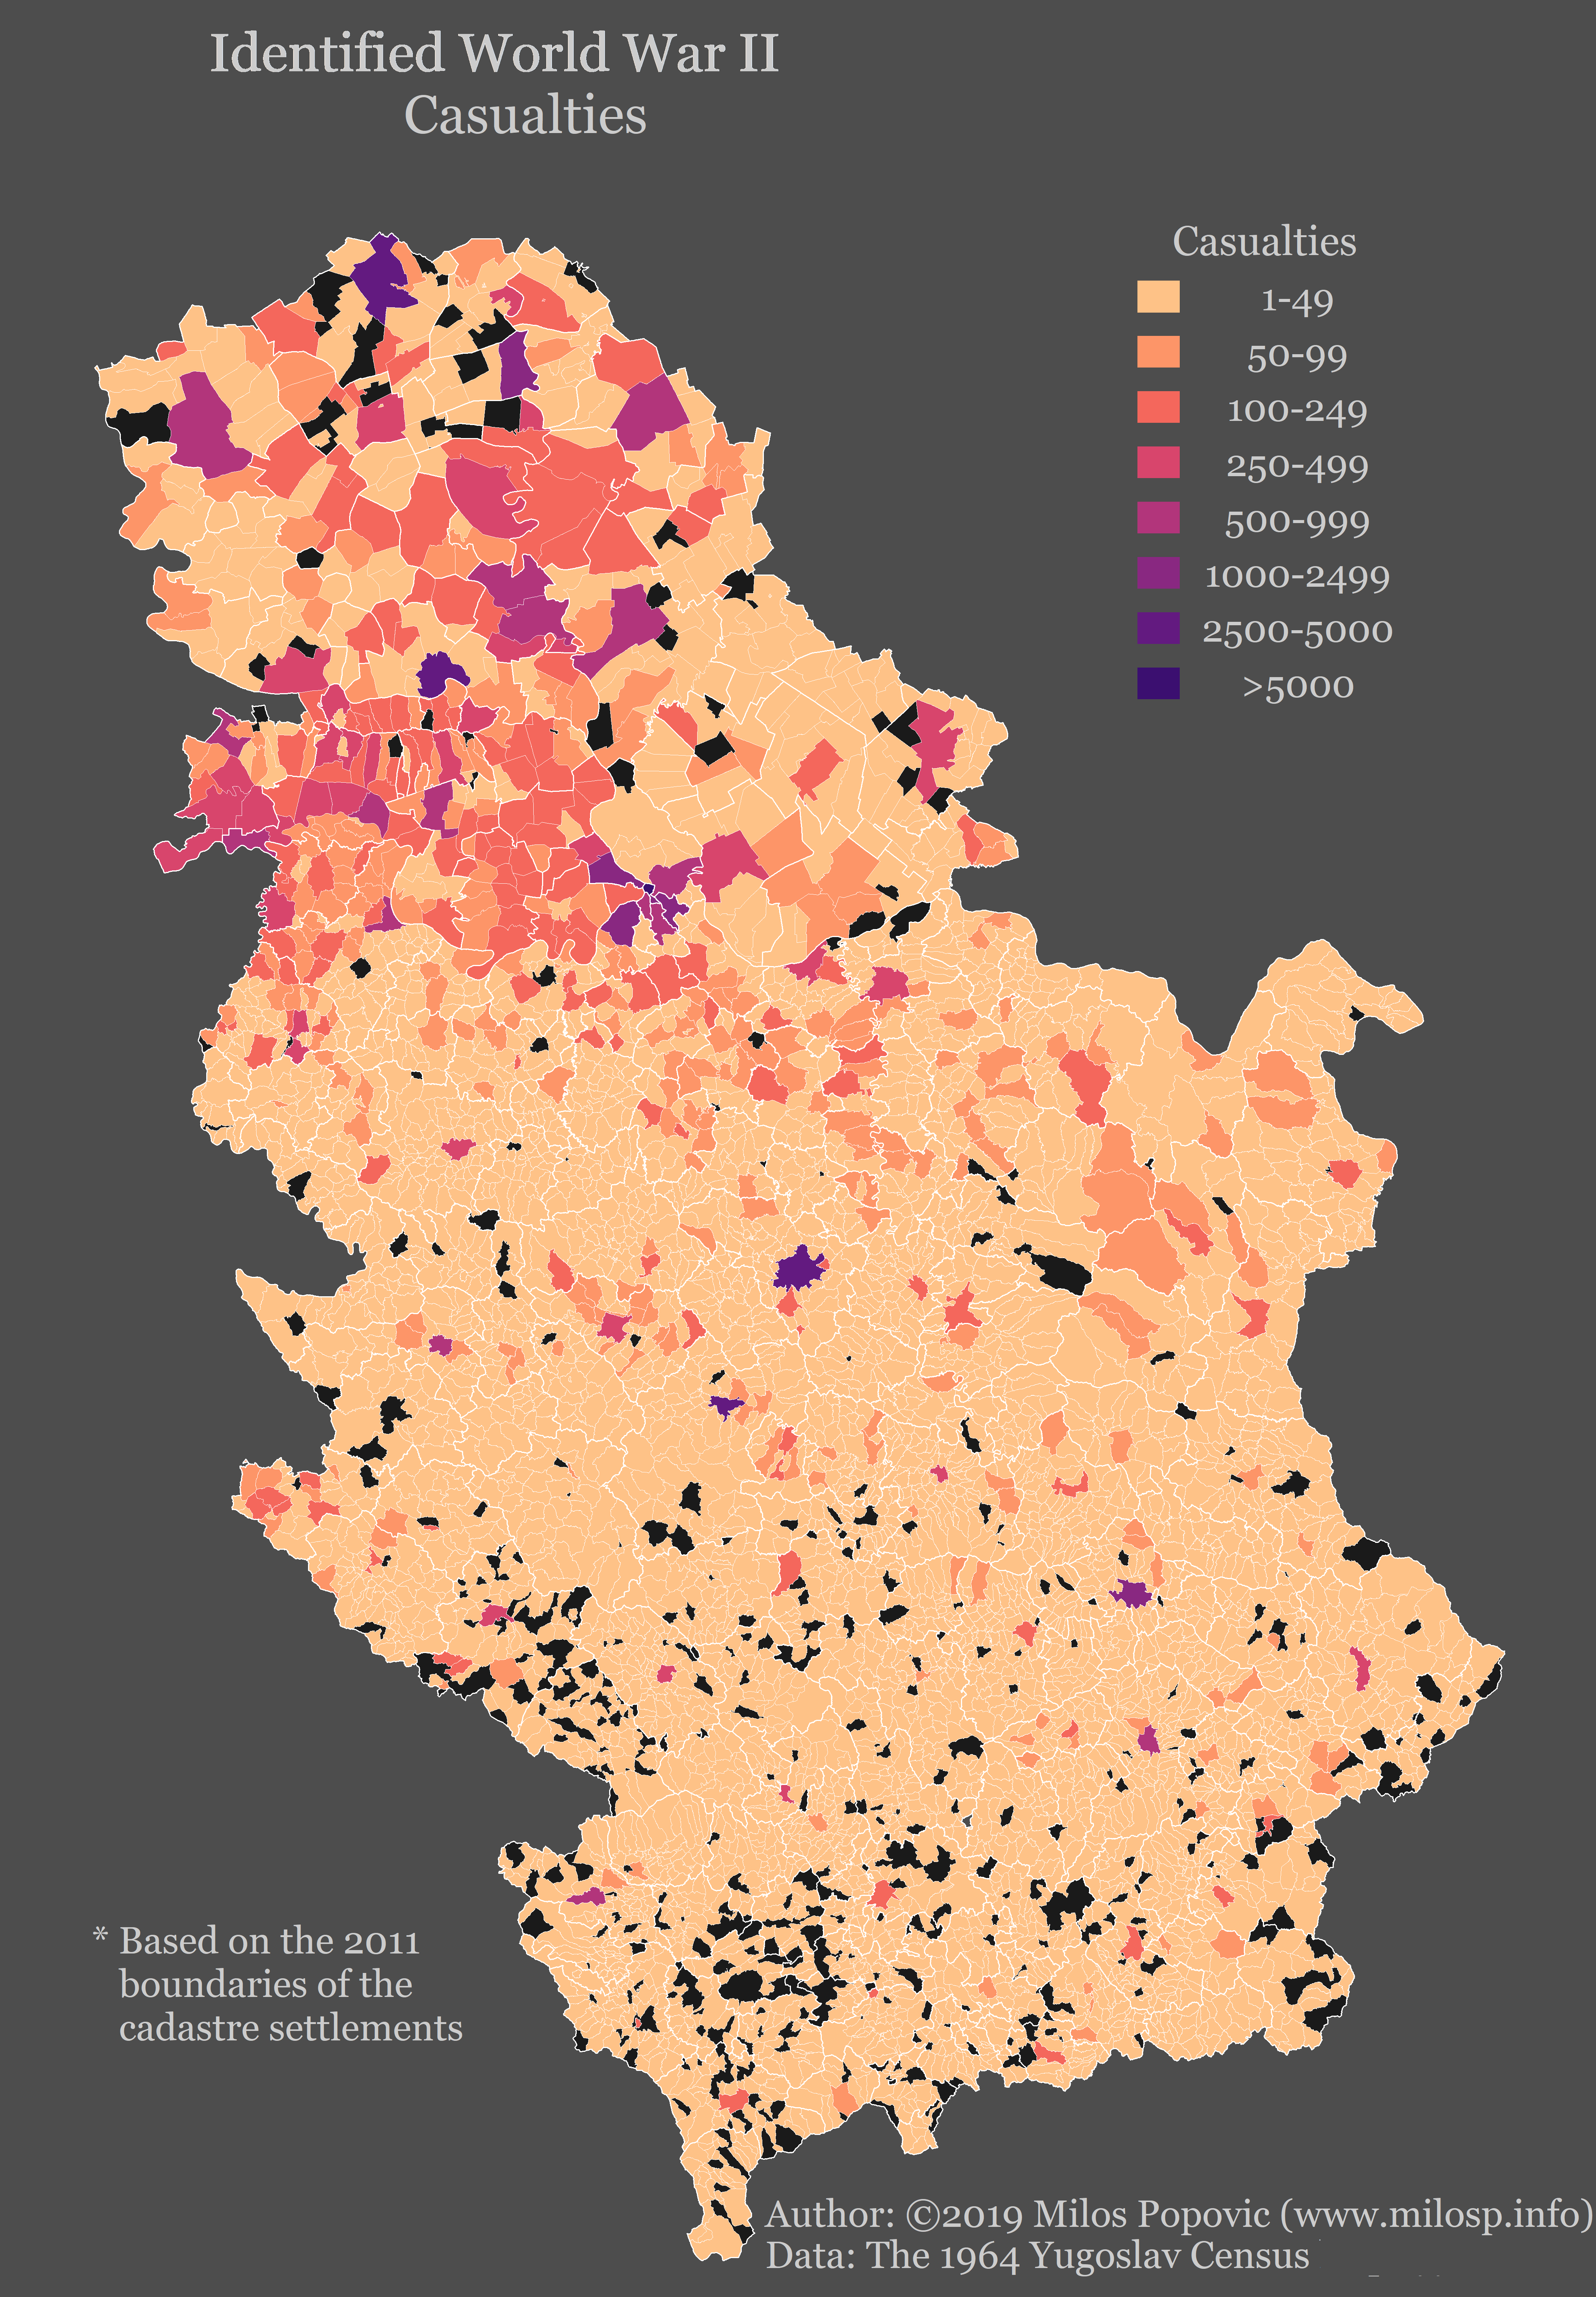 Identified World War II
Casualties
Casualties
1-49
50-99
100-249
250-499
500-999
1000-2499
2500-5000
>5000
* Based on the 2011
boundaries of the
cadastre settlements
Author: ©2019 Milos Popovic (www.milosp.info)
Data: The 1964 Yugoslav Census